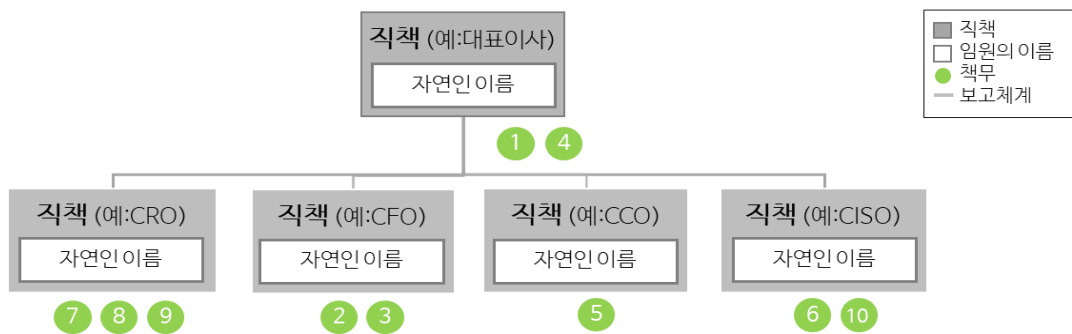 직책 (예:대표이사)
자연인 이름
직책
임원의 이름
책무
보고체계
1 4
직책 (예:CRO)
자연인 이름
7 8 9
직책 (예:CFO)
자연인 이름
2 3
직책 (예:CCO)
자연인 이름
5
직책 (예:CISO)
자연인 이름
6 10